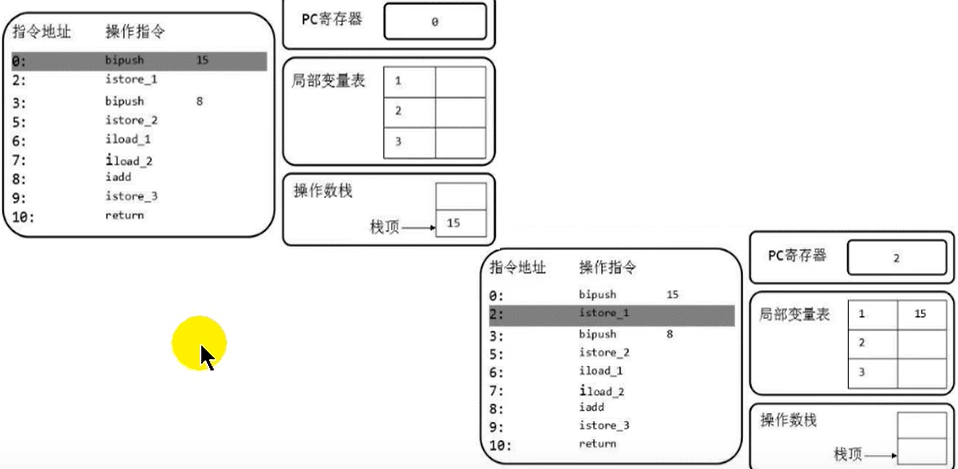 指令地址 操作指令
0: bipush 15
2: istore_1
3: bipush 8
5: istore_2
6: iload_1
7: iload_2
8: iadd
9: istore_3
10: return
PC寄存器 0
局部变量表 1
2
3
操作数栈
栈顶 15
指令地址 操作指令
0: bipush 15
2: istore_1
3: bipush 8
5: istore_2
6: iload_1
7: iload_2
8: iadd
9: istore_3
10: return
PC寄存器 2
局部变量表 1 15
2
3
操作数栈
栈顶